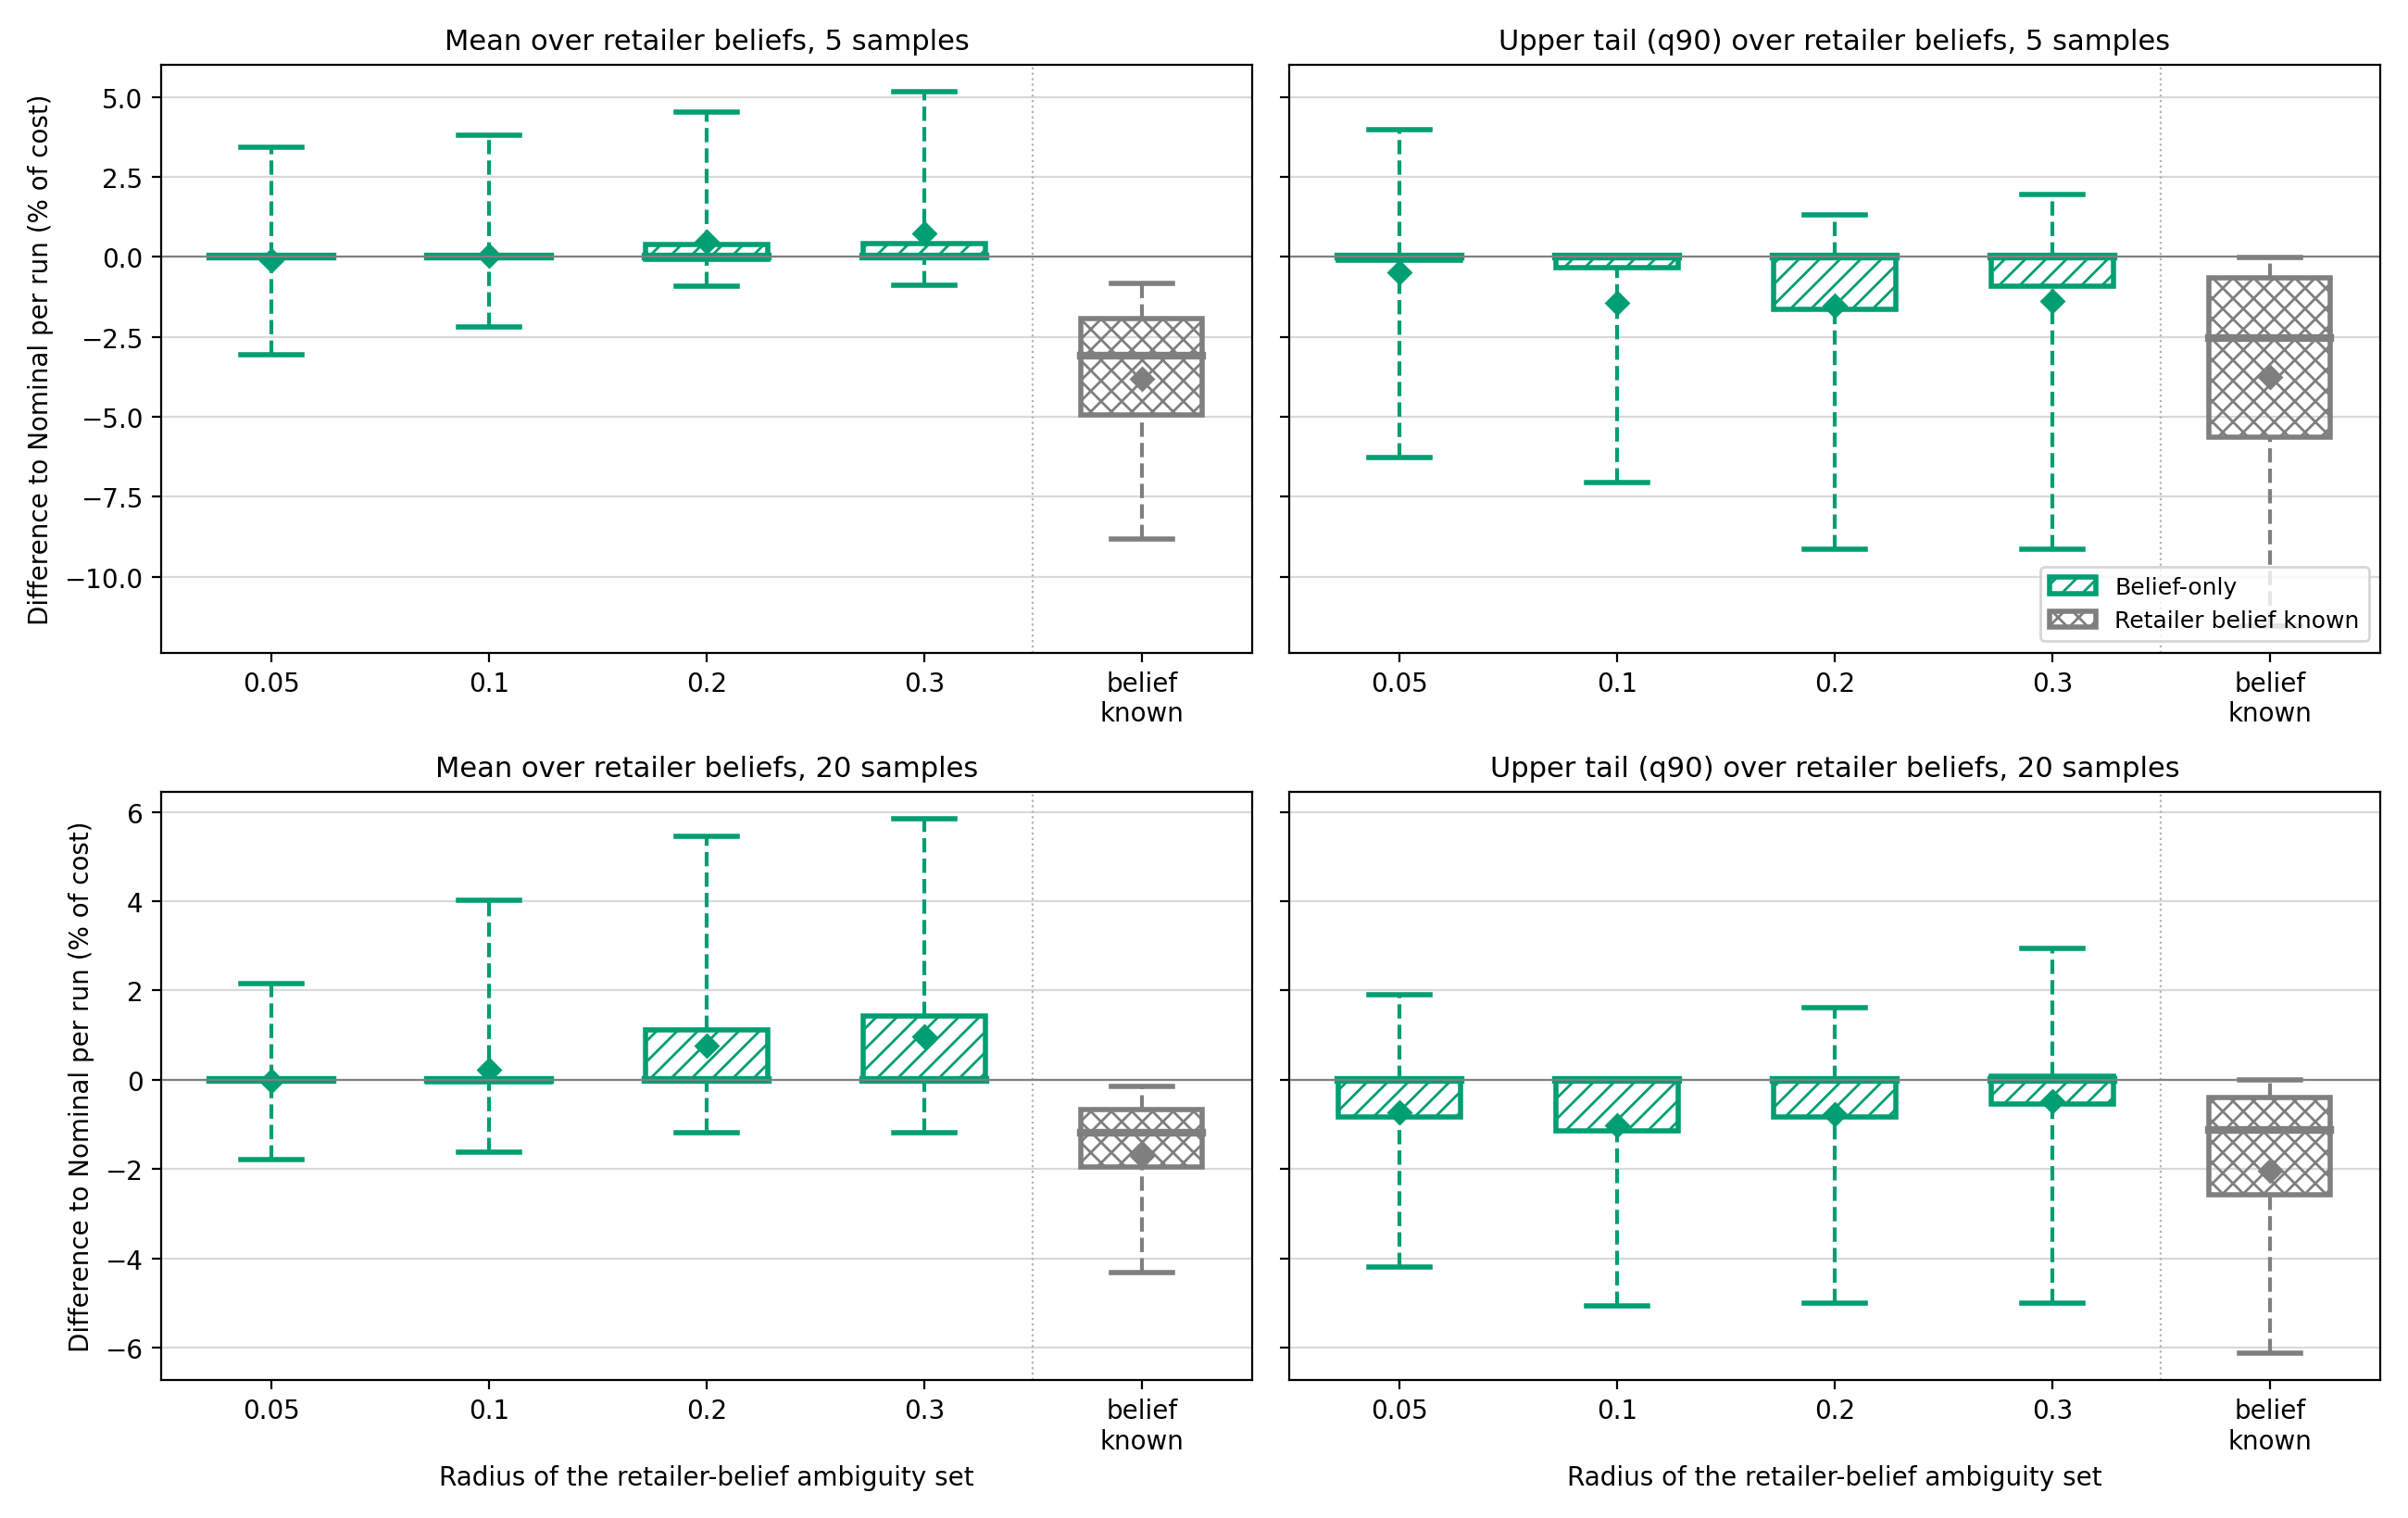 Mean over retailer beliefs, 5 samples
Upper tail (q90) over retailer beliefs, 5 samples
Difference to Nominal per run (% of cost)
5.0
2.5
0.0
−2.5
−5.0
−7.5
−10.0
Belief-only
Retailer belief known
0.05
0.1
0.2
0.3
belief
known
0.05
0.1
0.2
0.3
belief
known
Mean over retailer beliefs, 20 samples
Upper tail (q90) over retailer beliefs, 20 samples
Difference to Nominal per run (% of cost)
6
4
2
0
−2
−4
−6
0.05
0.1
0.2
0.3
belief
known
0.05
0.1
0.2
0.3
belief
known
Radius of the retailer-belief ambiguity set
Radius of the retailer-belief ambiguity set